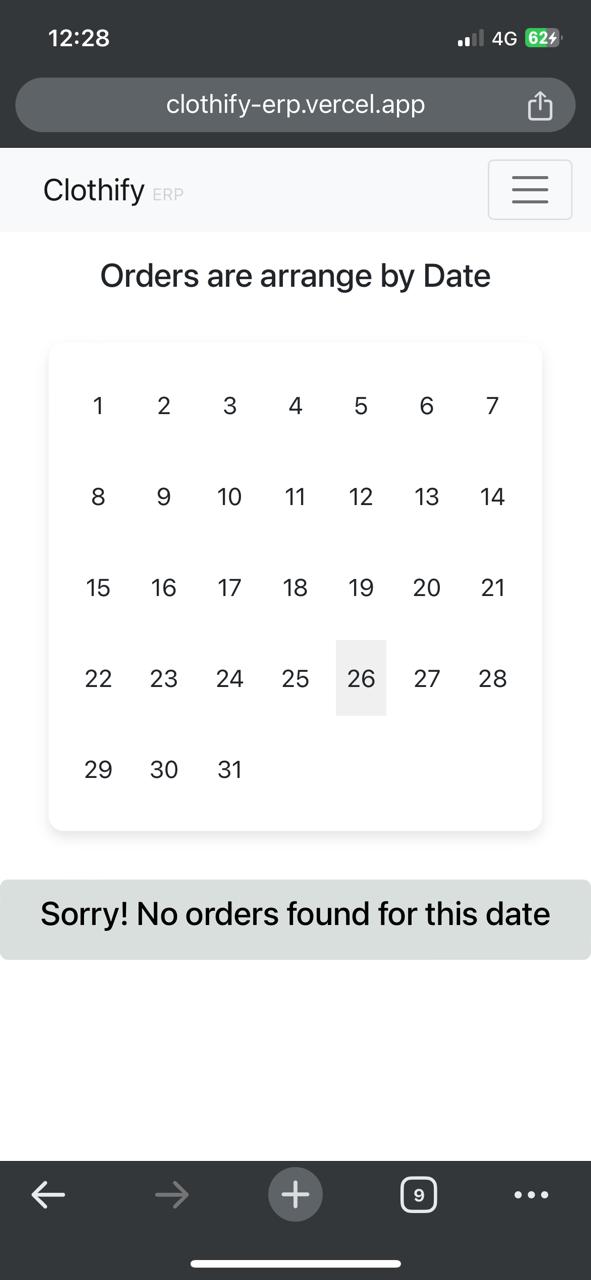 12:28 4G 62
clothify-erp.vercel.app
Clothify ERP
Orders are arrange by Date
1 2 3 4 5 6 7
8 9 10 11 12 13 14
15 16 17 18 19 20 21
22 23 24 25 26 27 28
29 30 31
Sorry! No orders found for this date
9